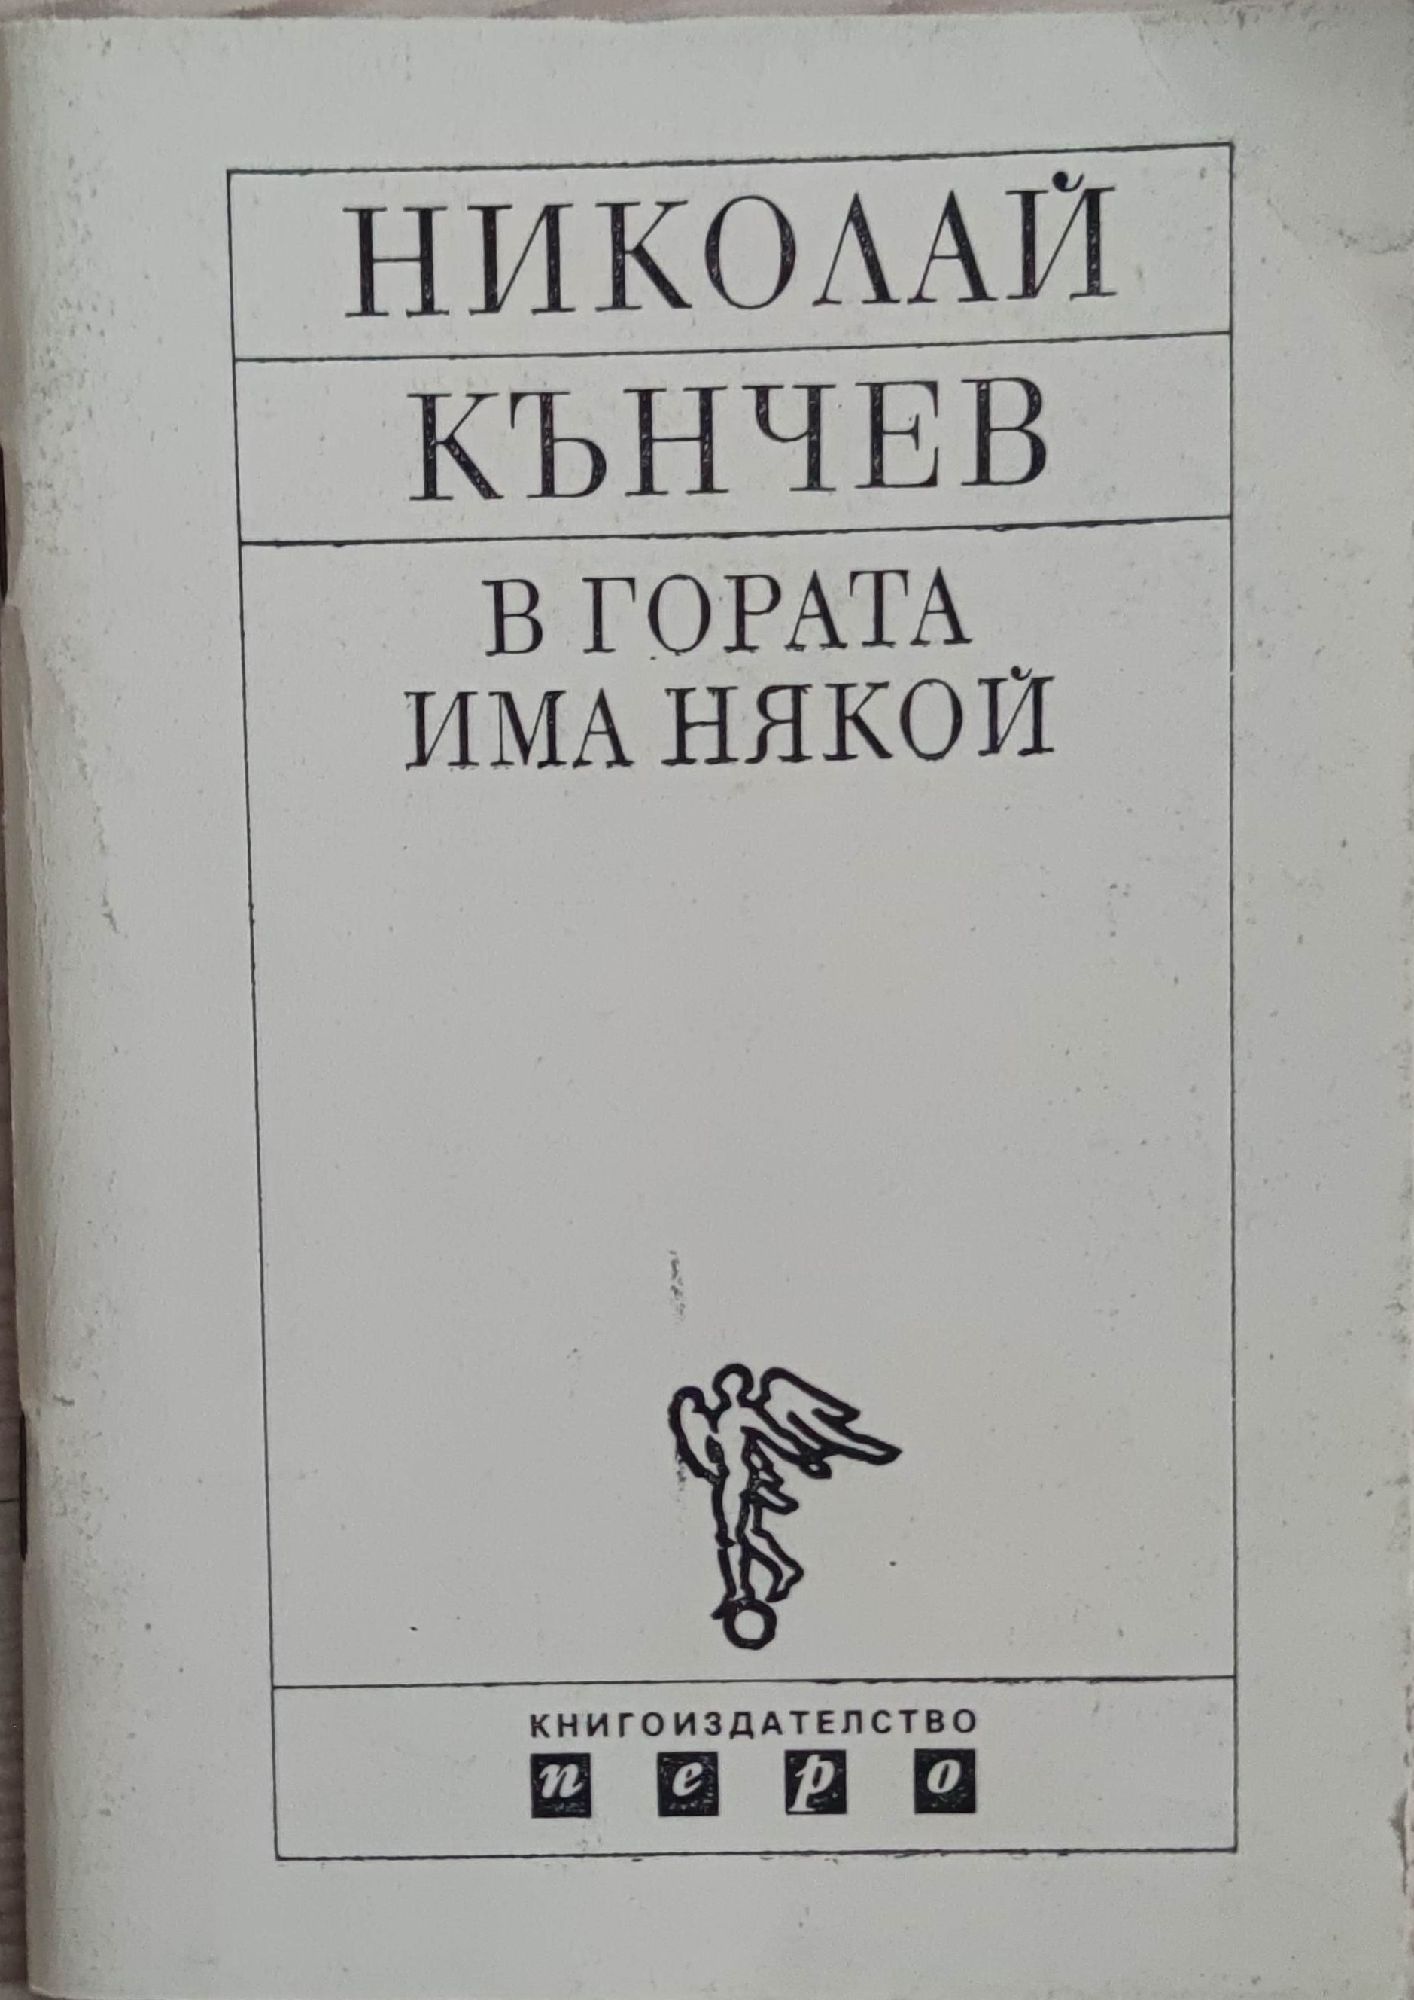 НИКОЛАЙ
КЪНЧЕВ
В ГОРАТА
ИМА НЯКОЙ
КНИГОИЗДАТЕЛСТВО
перо